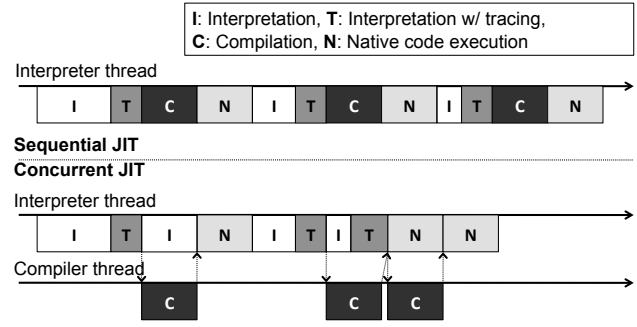 I: Interpretation, T: Interpretation w/ tracing,
C: Compilation, N: Native code execution
Interpreter thread
I T C N I T C N I T C N
Sequential JIT
Concurrent JIT
Interpreter thread
I T I N I T I T N N
Compiler thread
C C C